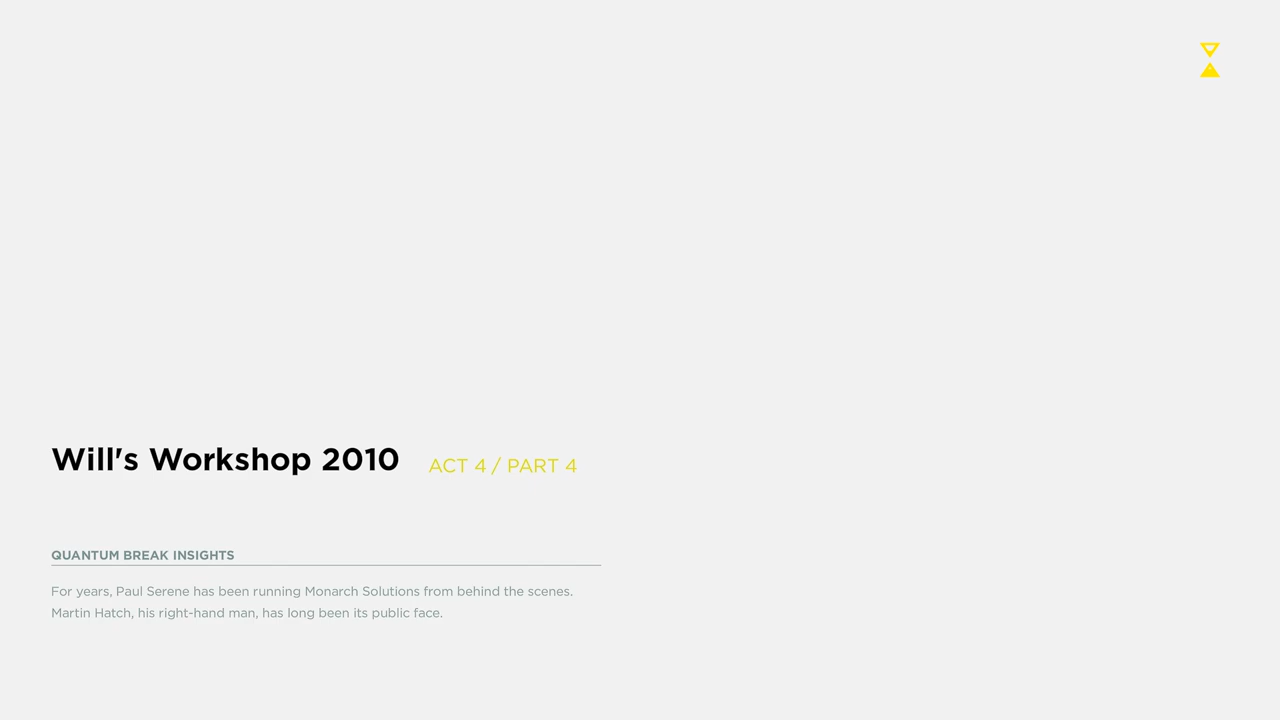 Will's Workshop 2010 ACT 4 / PART 4
QUANTUM BREAK INSIGHTS
For years, Paul Serene has been running Monarch Solutions from behind the scenes.
Martin Hatch, his right-hand man, has long been its public face.